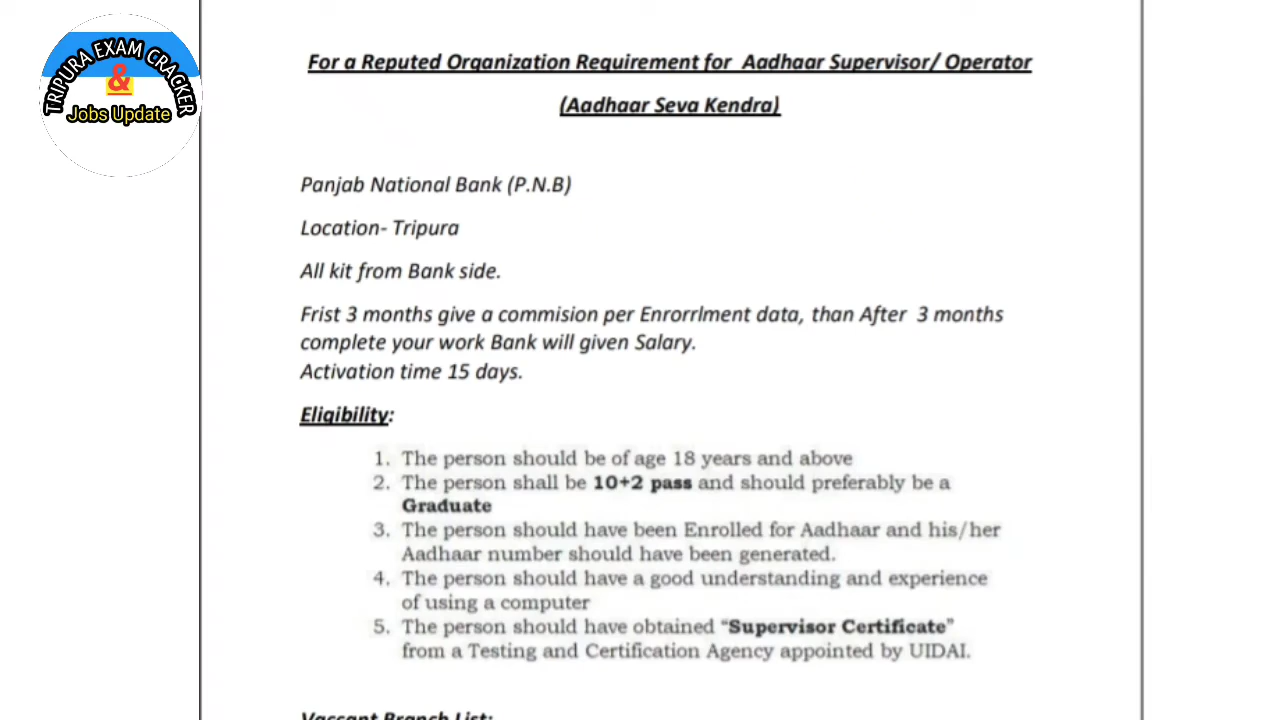 TRIPURA EXAM CRACKER
&
Jobs Update
For a Reputed Organization Requirement for Aadhaar Supervisor/ Operator
(Aadhaar Seva Kendra)
Panjab National Bank (P.N.B)
Location- Tripura
All kit from Bank side.
Frist 3 months give a commision per Enrorrlment data, than After 3 months
complete your work Bank will given Salary.
Activation time 15 days.
Eligibility:
1. The person should be of age 18 years and above
2. The person shall be 10+2 pass and should preferably be a
Graduate
3. The person should have been Enrolled for Aadhaar and his/her
Aadhaar number should have been generated.
4. The person should have a good understanding and experience
of using a computer
5. The person should have obtained “Supervisor Certificate”
from a Testing and Certification Agency appointed by UIDAI.
Vaccant Branch List: